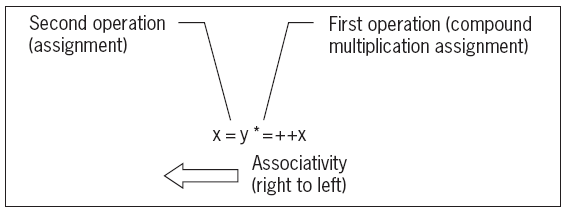 Second operation
(assignment)
First operation (compound
multiplication assignment)
x = y *=++x
Associativity
(right to left)